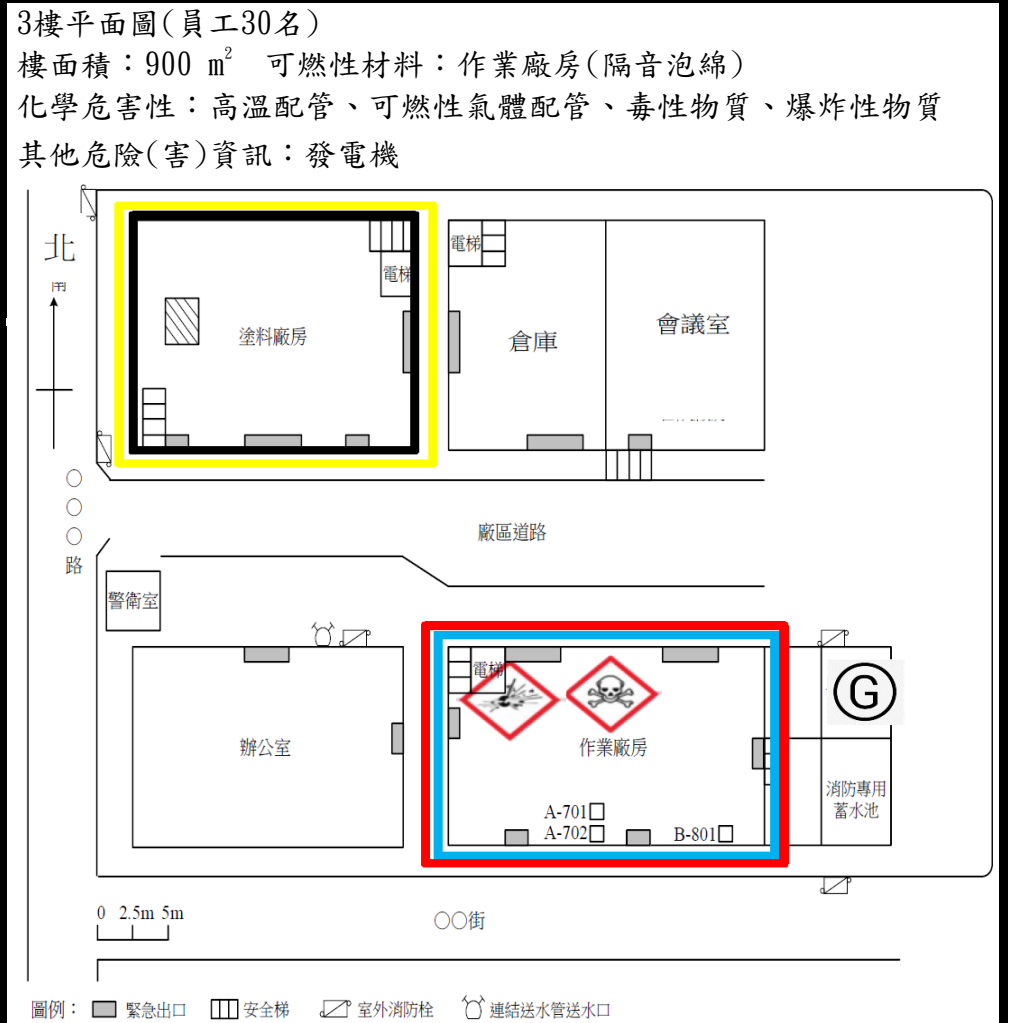 3樓平面圖(員工30名)
樓面積：900 m² 可燃性材料：作業廠房(隔音泡綿)
化學危害性：高溫配管、可燃性氣體配管、毒性物質、爆炸性物質
其他危險(害)資訊：發電機
北
電梯
電梯
塗料廠房
倉庫
會議室
〇〇〇路
廠區道路
警衛室
電梯
G
辦公室
作業廠房
消防專用
蓄水池
A-701
A-702
B-801
0 2.5m 5m
〇〇街
圖例：緊急出口 安全梯 室外消防栓 連結送水管送水口